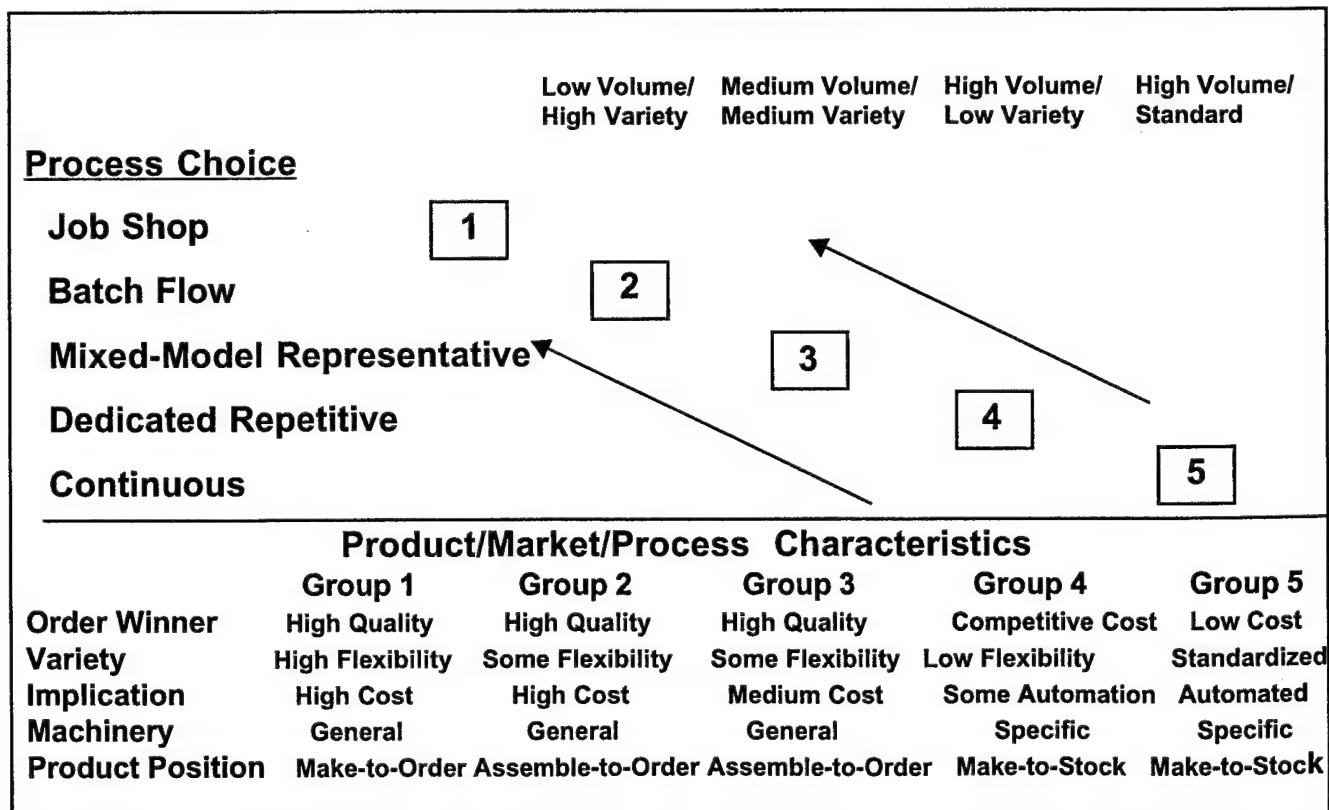 Low Volume/ Medium Volume/ High Volume/ High Volume/
High Variety Medium Variety Low Variety Standard
Process Choice
Job Shop 1
Batch Flow 2
Mixed-Model Representative 3
Dedicated Repetitive 4
Continuous 5
Product/Market/Process Characteristics
Group 1 Group 2 Group 3 Group 4 Group 5
Order Winner High Quality High Quality High Quality Competitive Cost Low Cost
Variety High Flexibility Some Flexibility Some Flexibility Low Flexibility Standardized
Implication High Cost High Cost Medium Cost Some Automation Automated
Machinery General General General Specific Specific
Product Position Make-to-Order Assemble-to-Order Assemble-to-Order Make-to-Stock Make-to-Stock